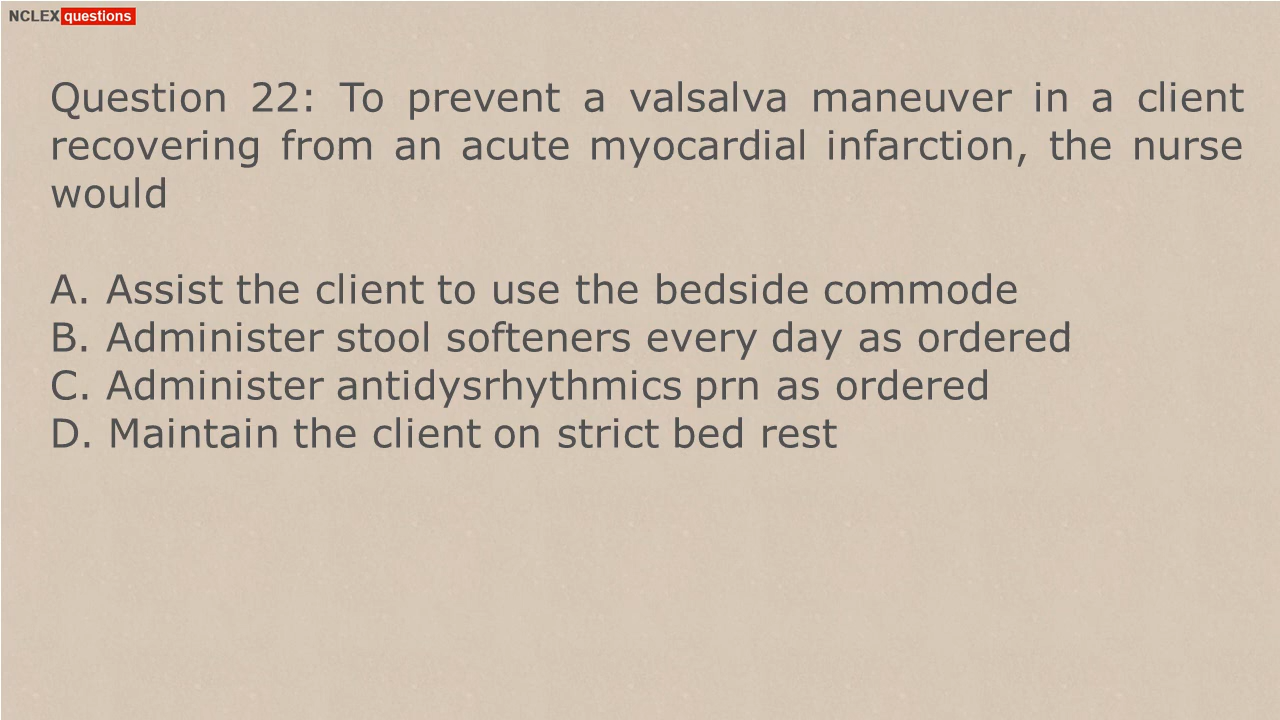 NCLEX questions
Question 22: To prevent a valsalva maneuver in a client
recovering from an acute myocardial infarction, the nurse
would
A. Assist the client to use the bedside commode
B. Administer stool softeners every day as ordered
C. Administer antidysrhythmics prn as ordered
D. Maintain the client on strict bed rest